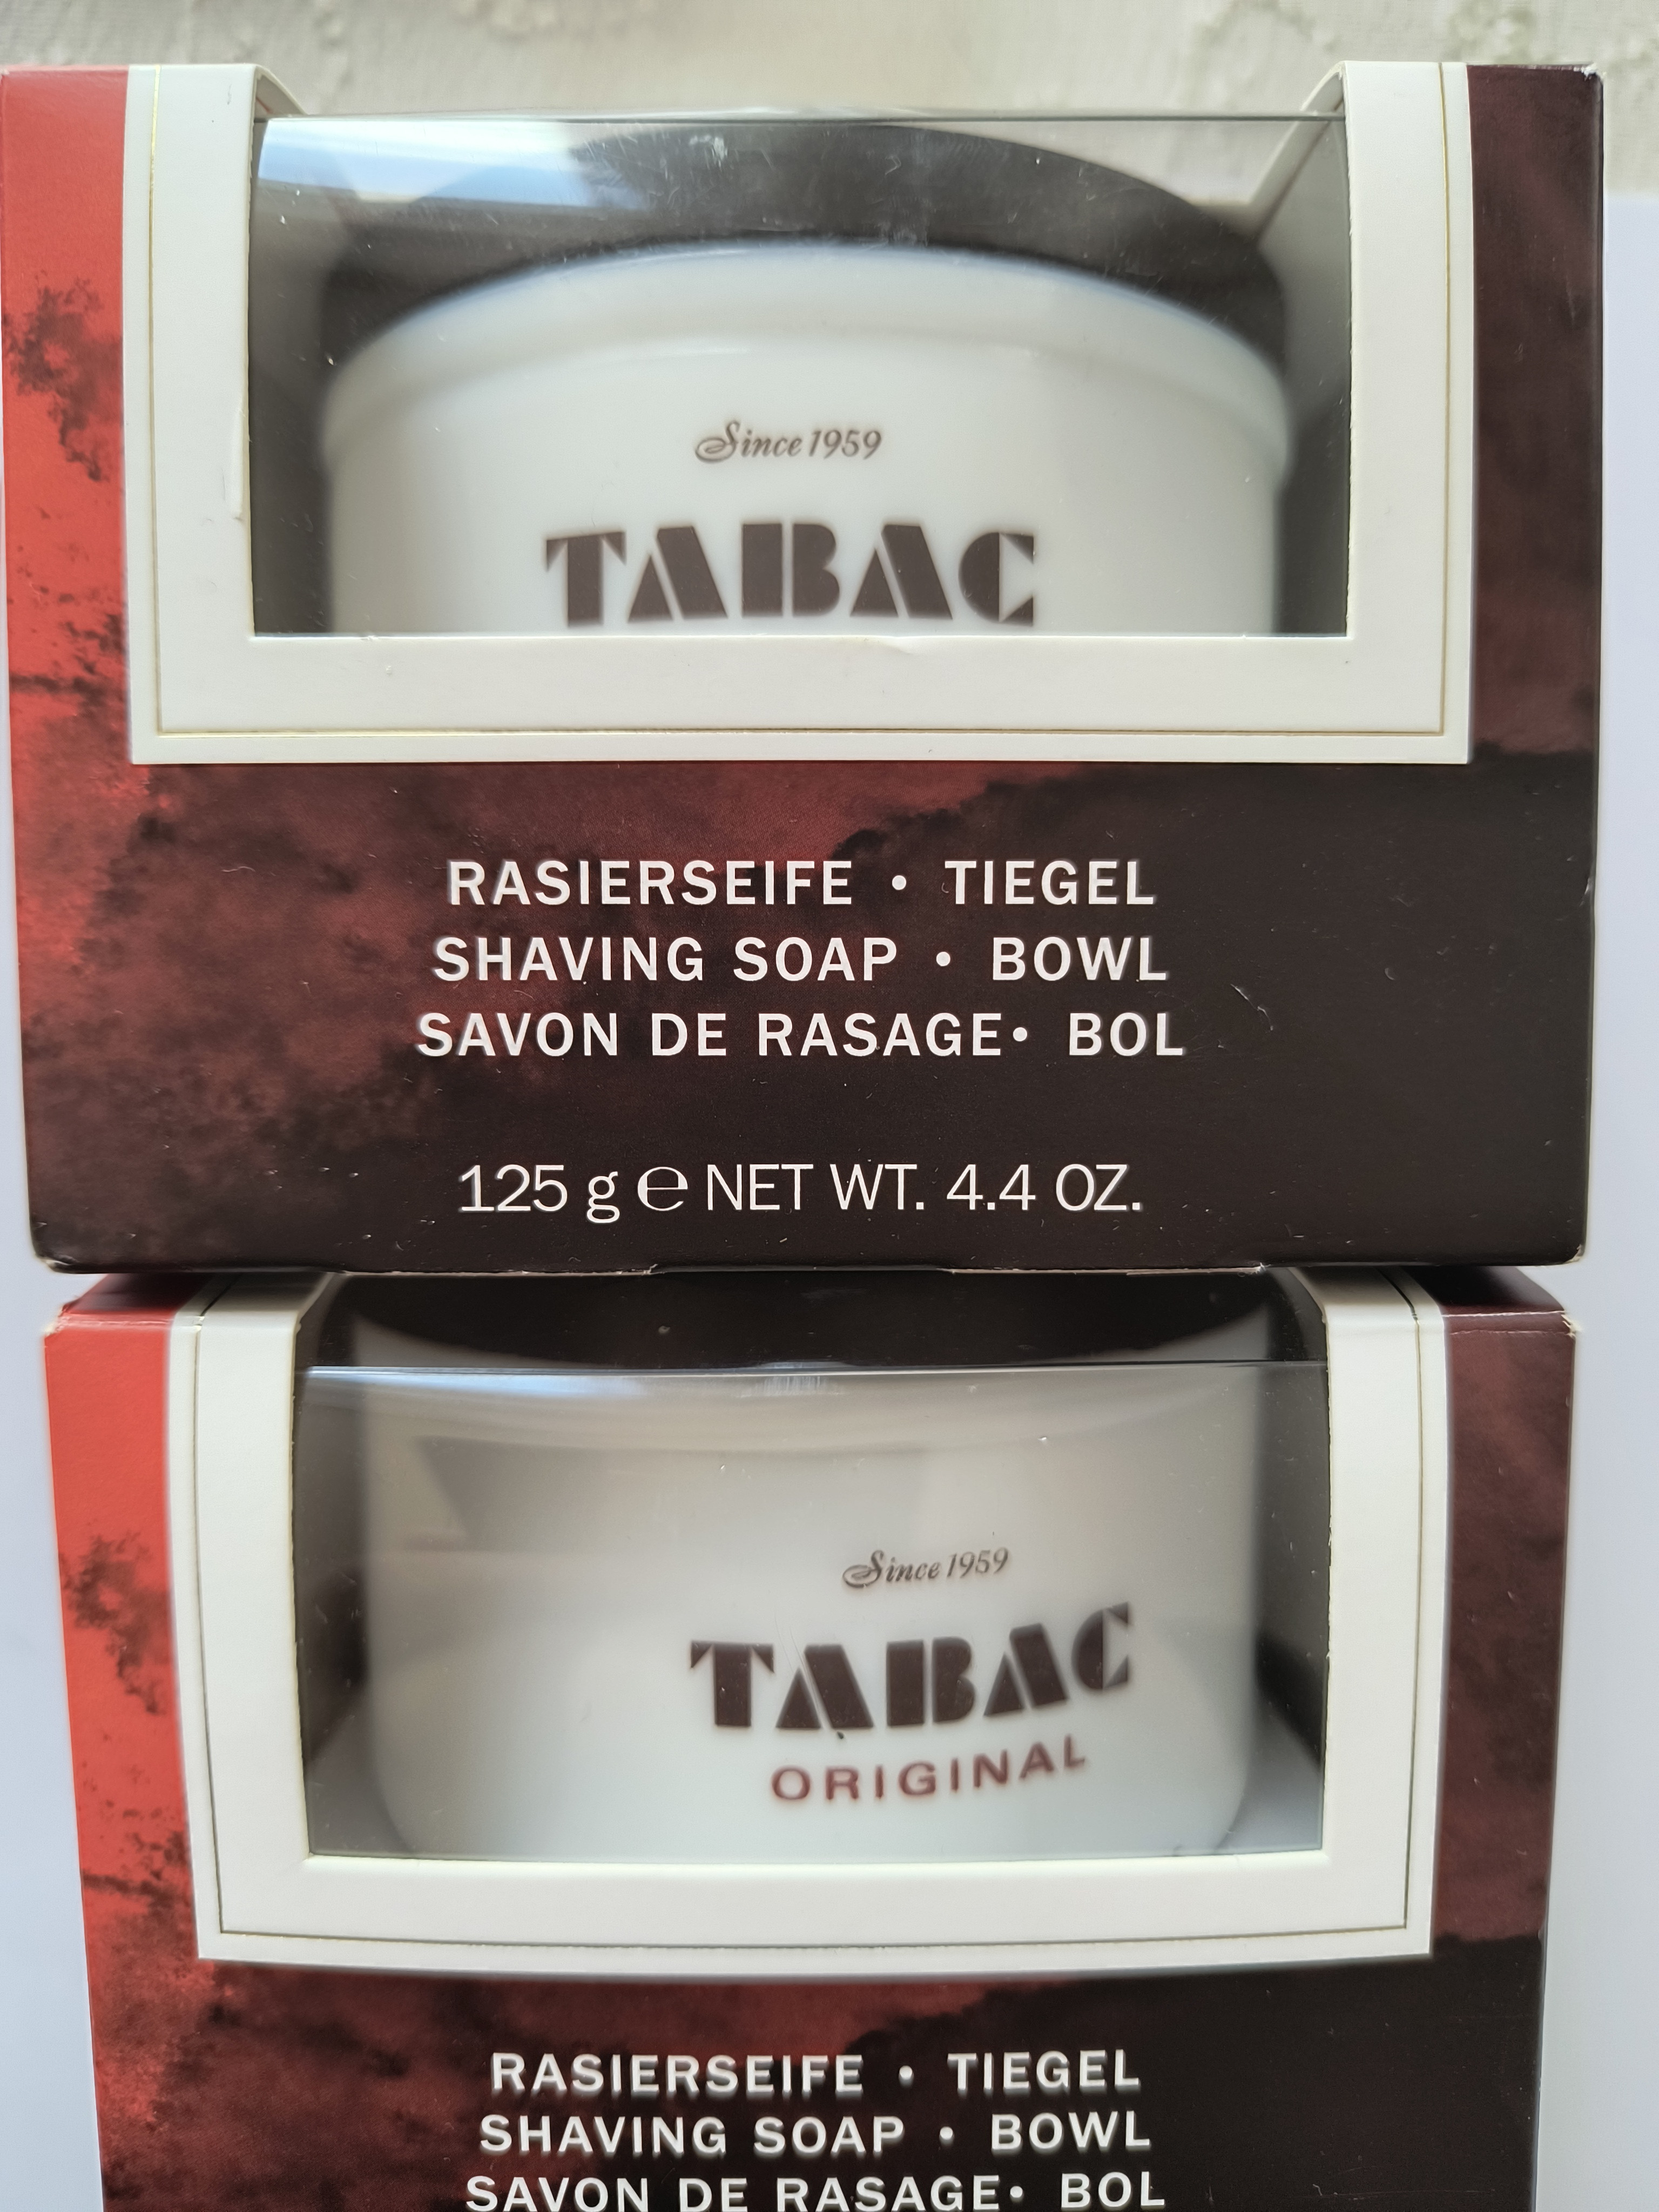 Since 1959
TABAC
RASIERSEIFE • TIEGEL
SHAVING SOAP • BOWL
SAVON DE RASAGE• BOL
125 g ℮ NET WT. 4.4 OZ.
Since 1959
TABAC
ORIGINAL
RASIERSEIFE • TIEGEL
SHAVING SOAP • BOWL
SAVON DE RASAGE• BOL